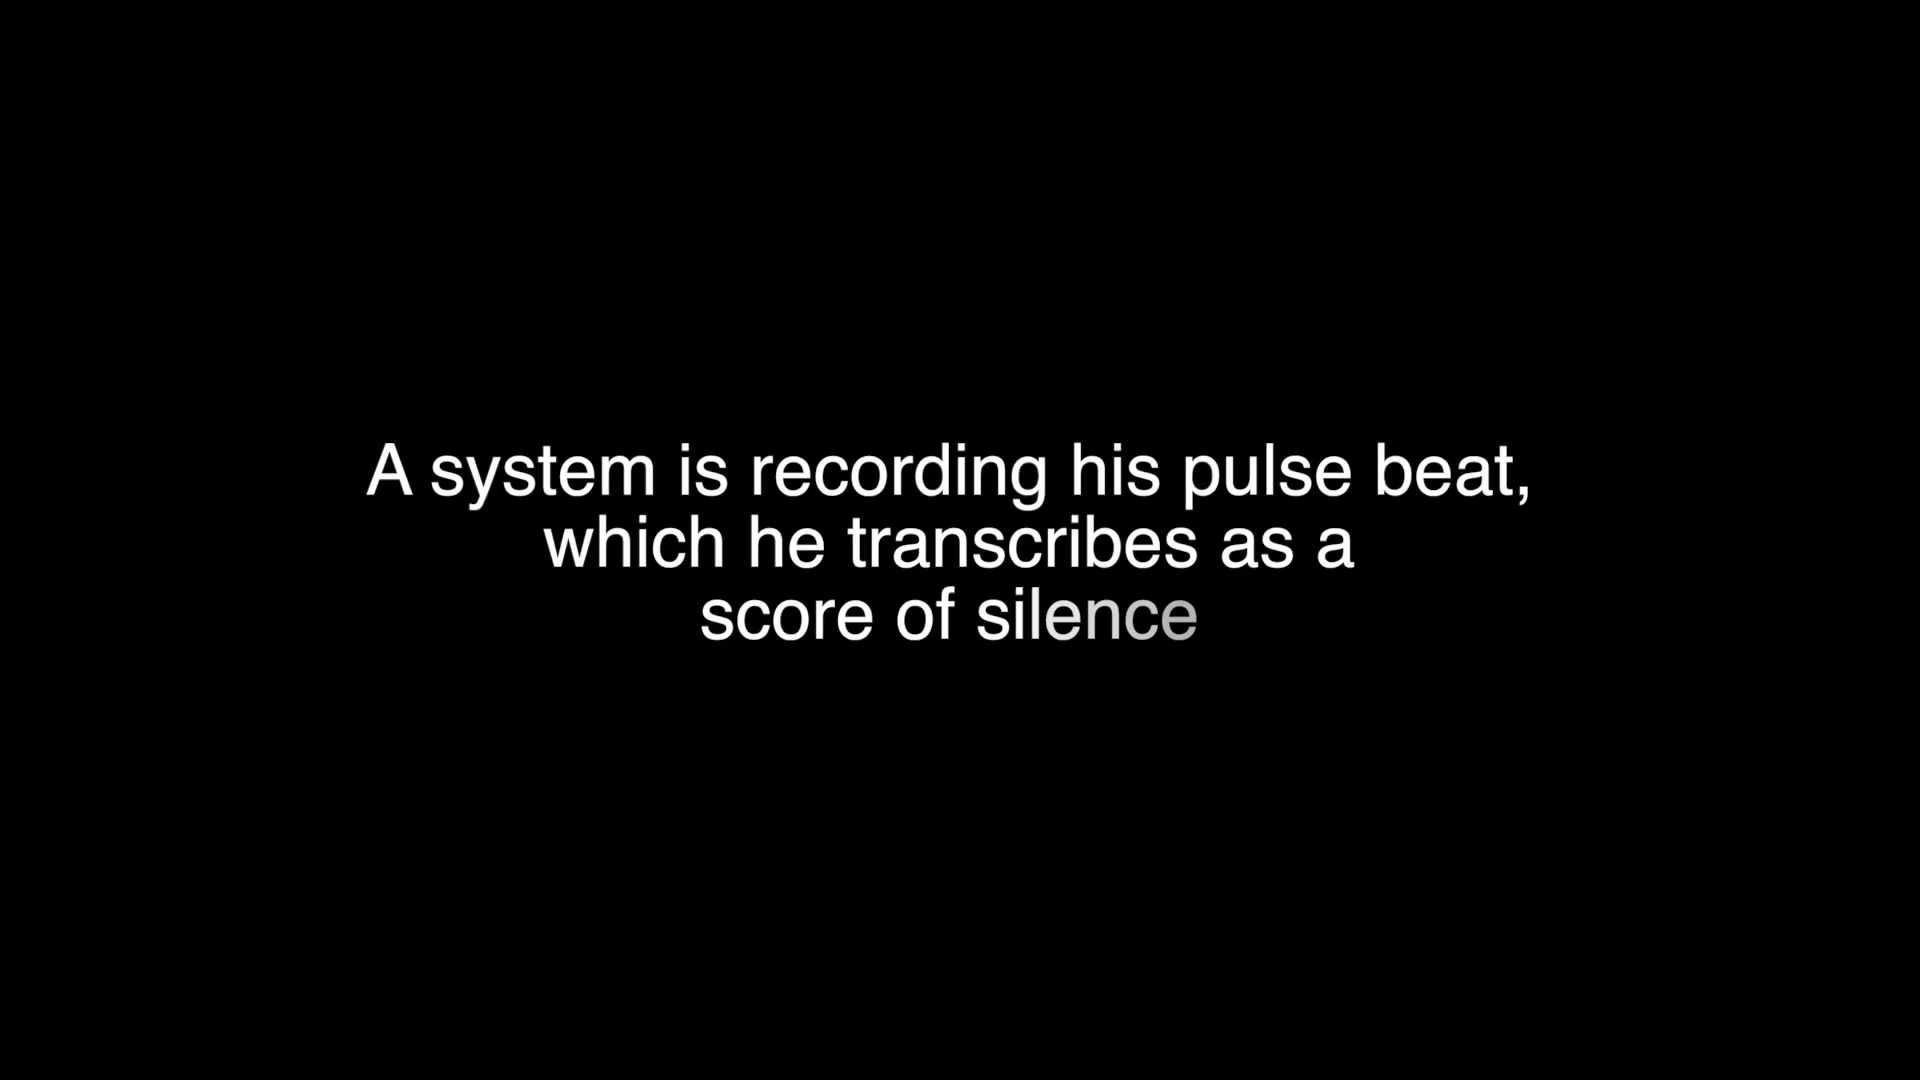 A system is recording his pulse beat,
which he transcribes as a
score of silence